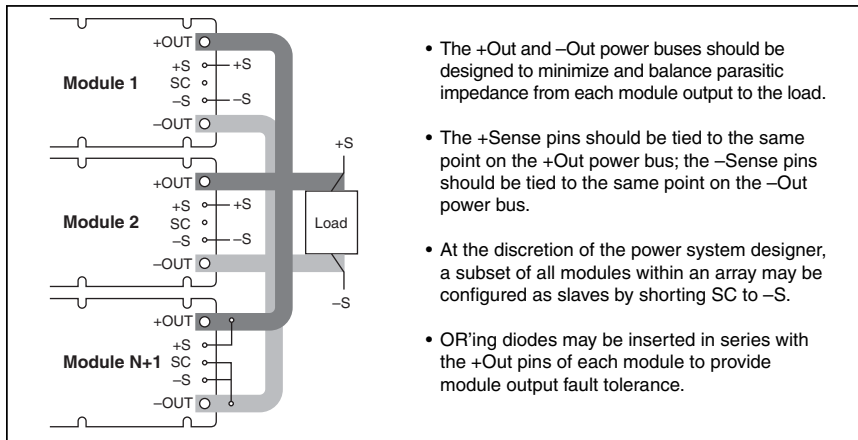 +OUT
+S
+S
Module 1
SC
–S
–S
–OUT
+OUT
+S
+S
Module 2
SC
–S
–S
–OUT
+OUT
+S
Module N+1
SC
–S
–OUT
+S
Load
–S
• The +Out and –Out power buses should be
designed to minimize and balance parasitic
impedance from each module output to the load.
• The +Sense pins should be tied to the same
point on the +Out power bus; the –Sense pins
should be tied to the same point on the –Out
power bus.
• At the discretion of the power system designer,
a subset of all modules within an array may be
configured as slaves by shorting SC to –S.
• OR'ing diodes may be inserted in series with
the +Out pins of each module to provide
module output fault tolerance.